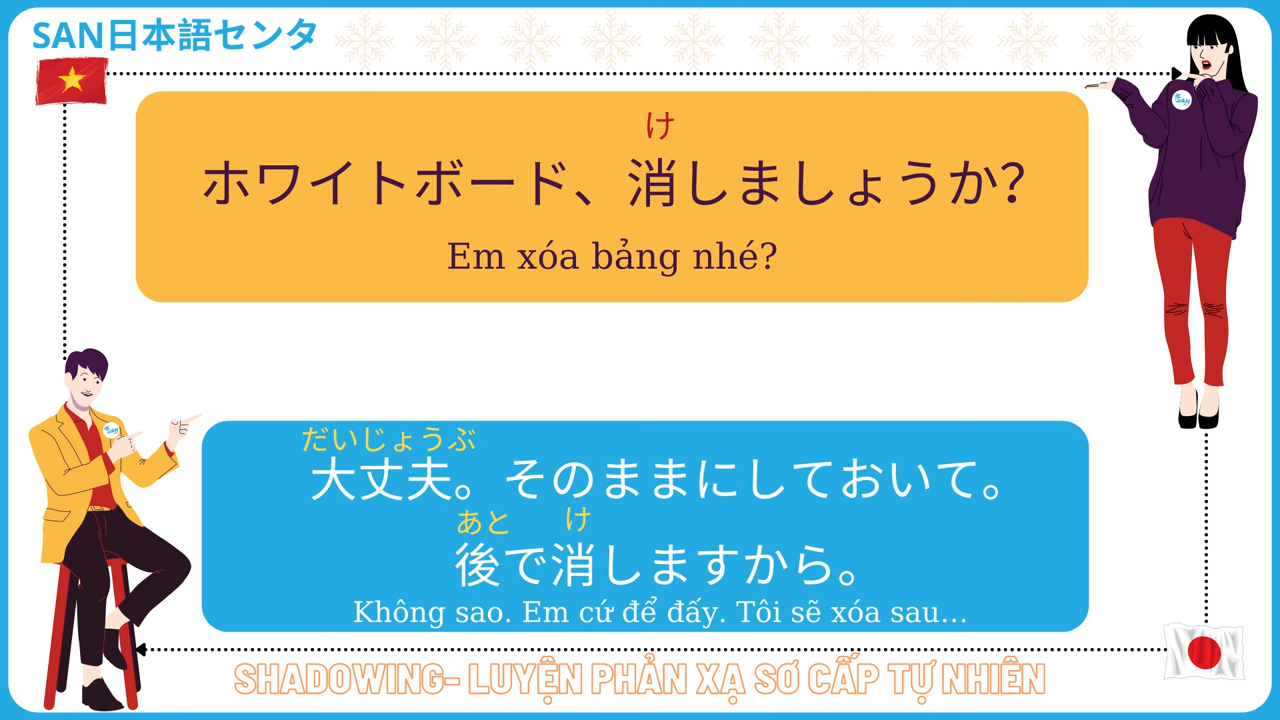 SAN日本語センタ
け
ホワイトボード、消しましょうか?
Em xóa bảng nhé?
だいじょうぶ
大丈夫。そのままにしておいて。
あと け
後で消しますから。
Không sao. Em cứ để đấy. Tôi sẽ xóa sau...
SHADOWING- LUYỆN PHẢN XẠ SƠ CẤP TỰ NHIÊN
SAN
SAN